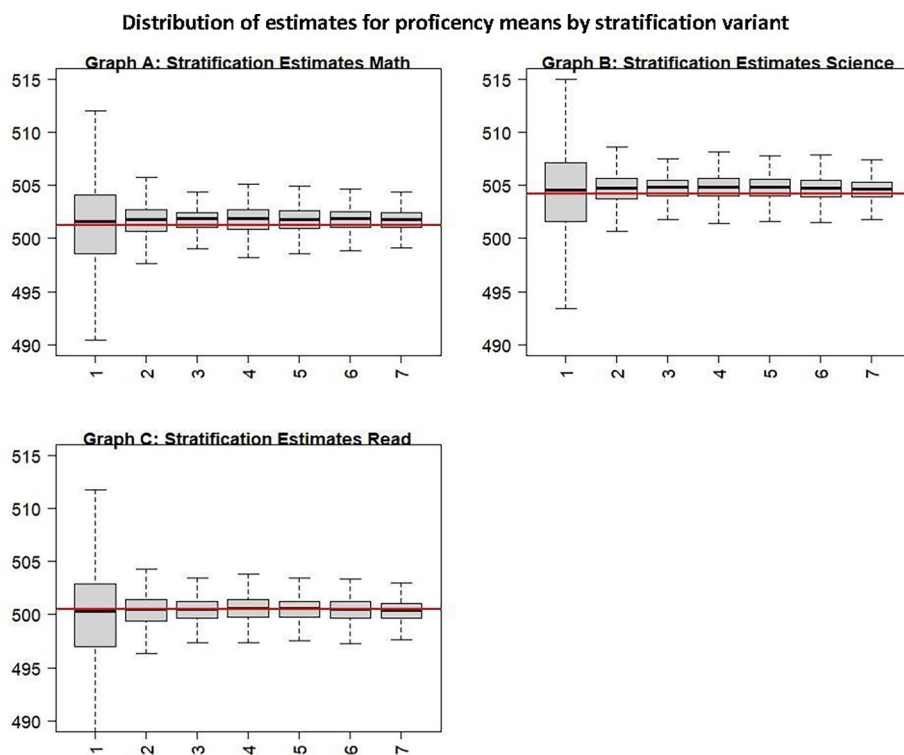 Distribution of estimates for proficency means by stratification variant
Graph A: Stratification Estimates Math
515
510
505
500
495
490
1 2 3 4 5 6 7
Graph B: Stratification Estimates Science
515
510
505
500
495
490
1 2 3 4 5 6 7
Graph C: Stratification Estimates Read
515
510
505
500
495
490
1 2 3 4 5 6 7